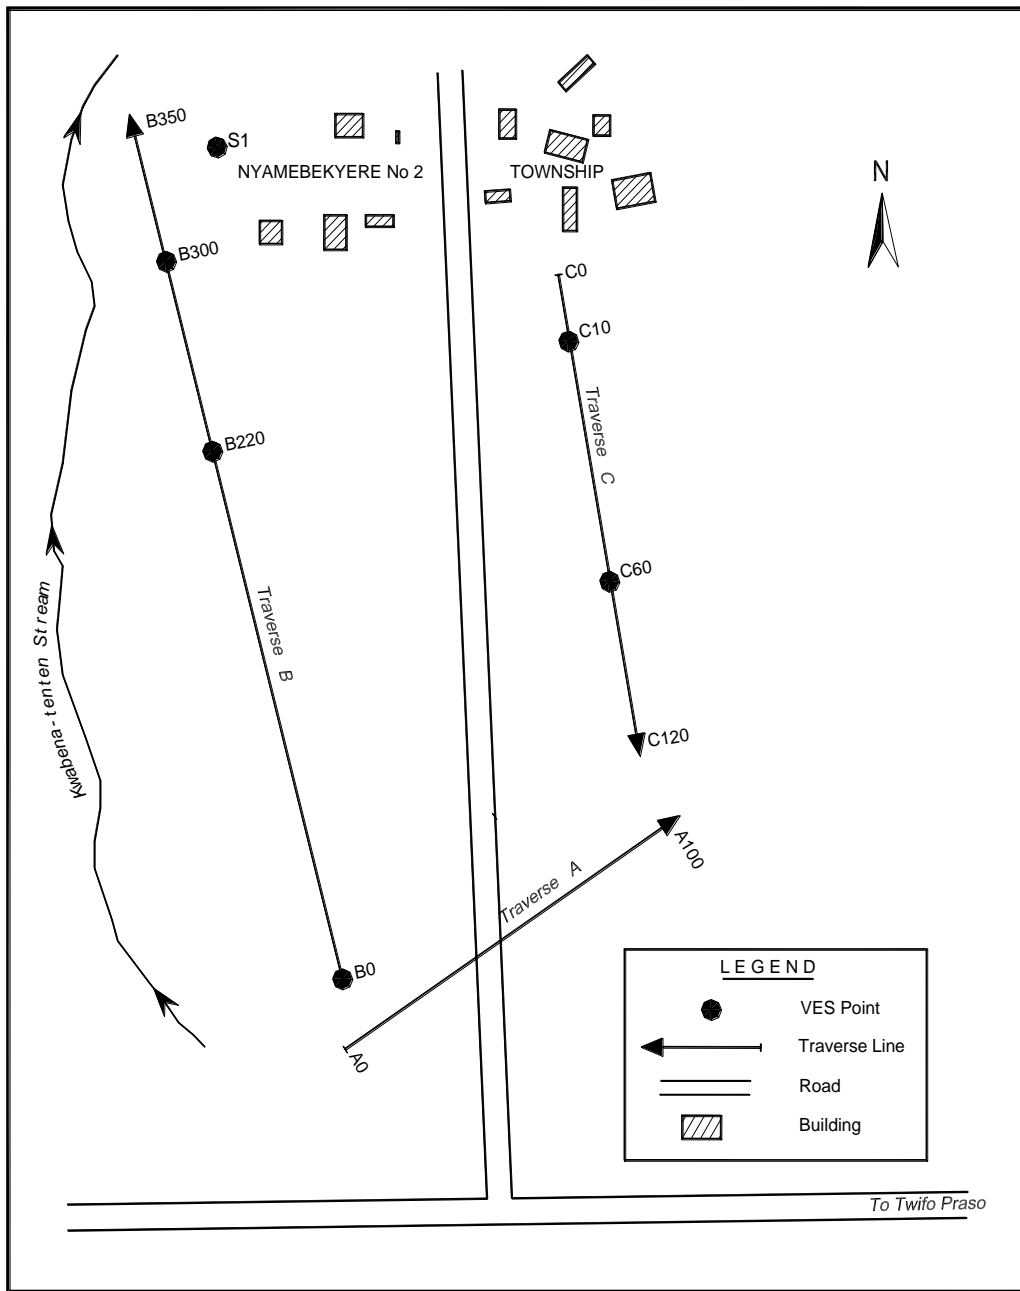 B350
S1
NYAMEBEKYERE No 2
TOWNSHIP
N
B300
C0
C10
Traverse C
B220
C60
Traverse B
Kwabena-tenten Stream
C120
A100
Traverse A
B0
A0
LEGEND
VES Point
Traverse Line
Road
Building
To Twifo Praso